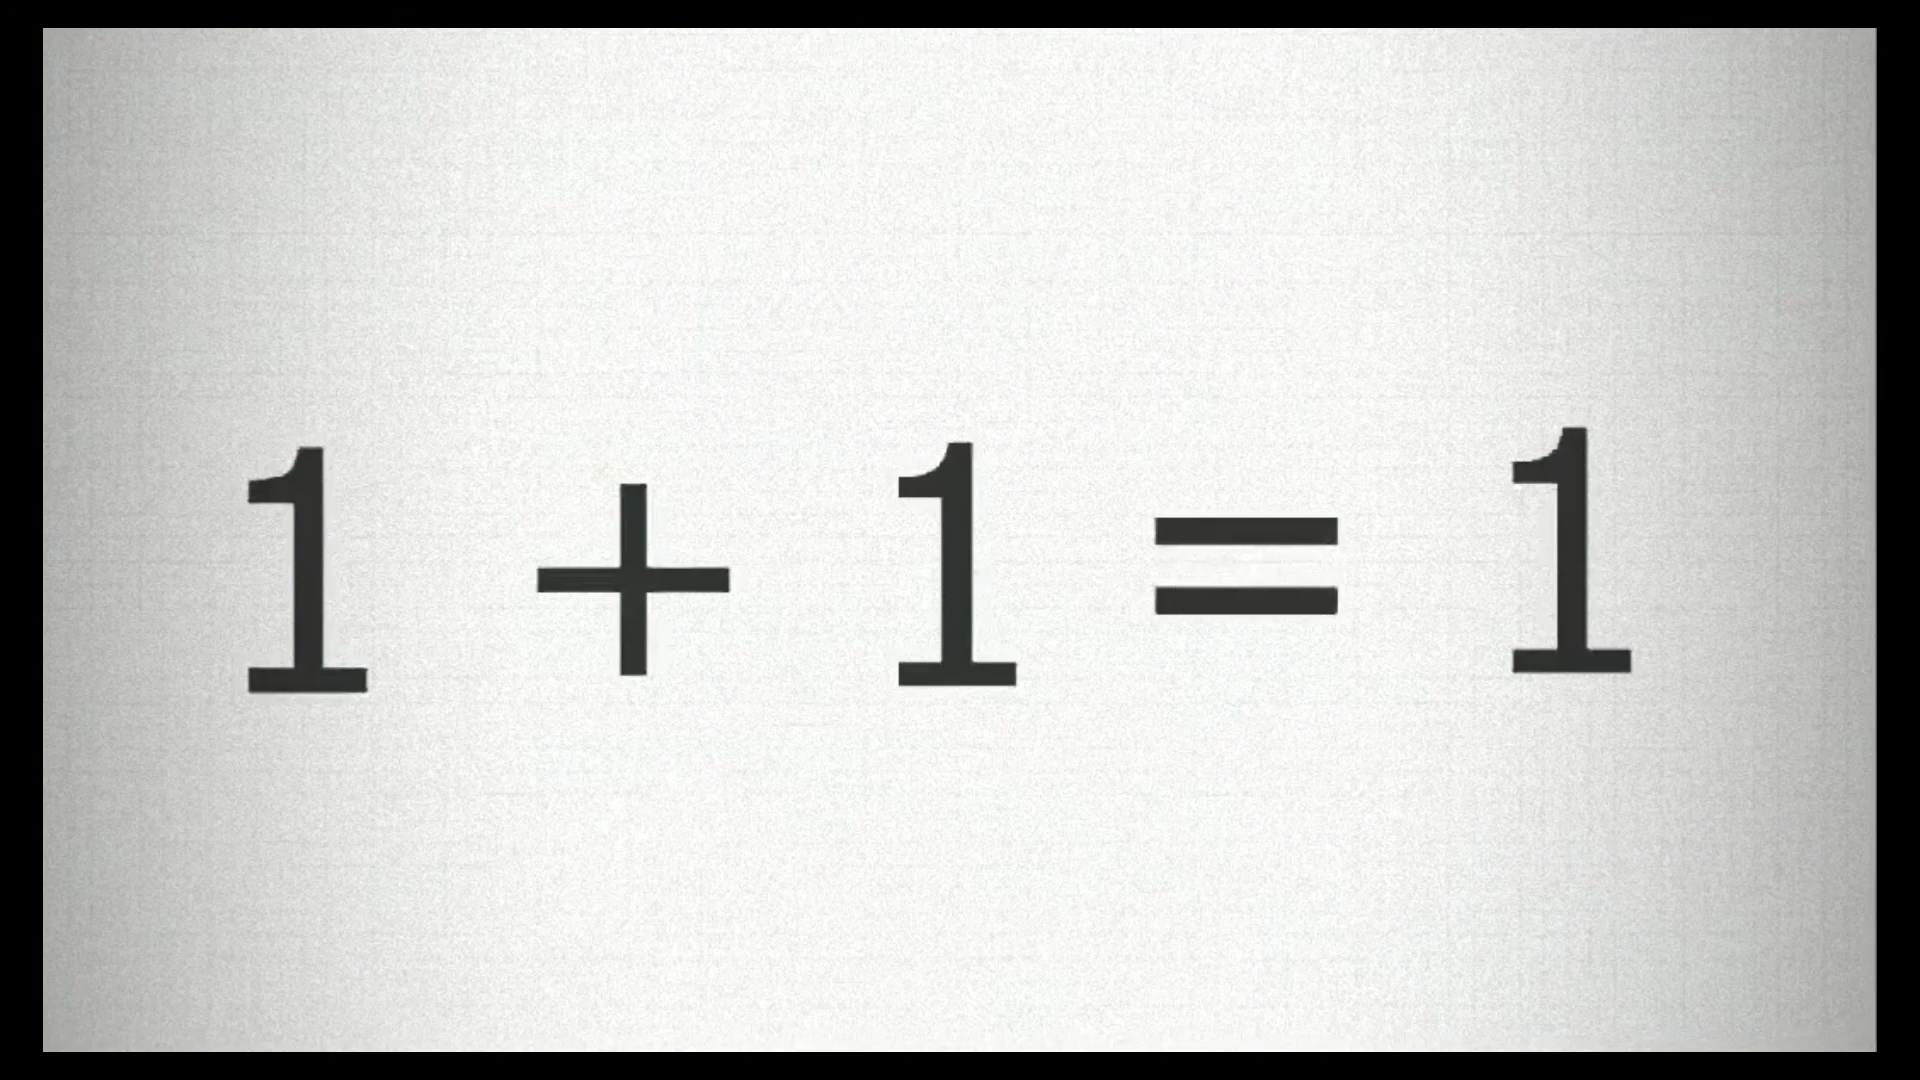 1 + 1 = 1